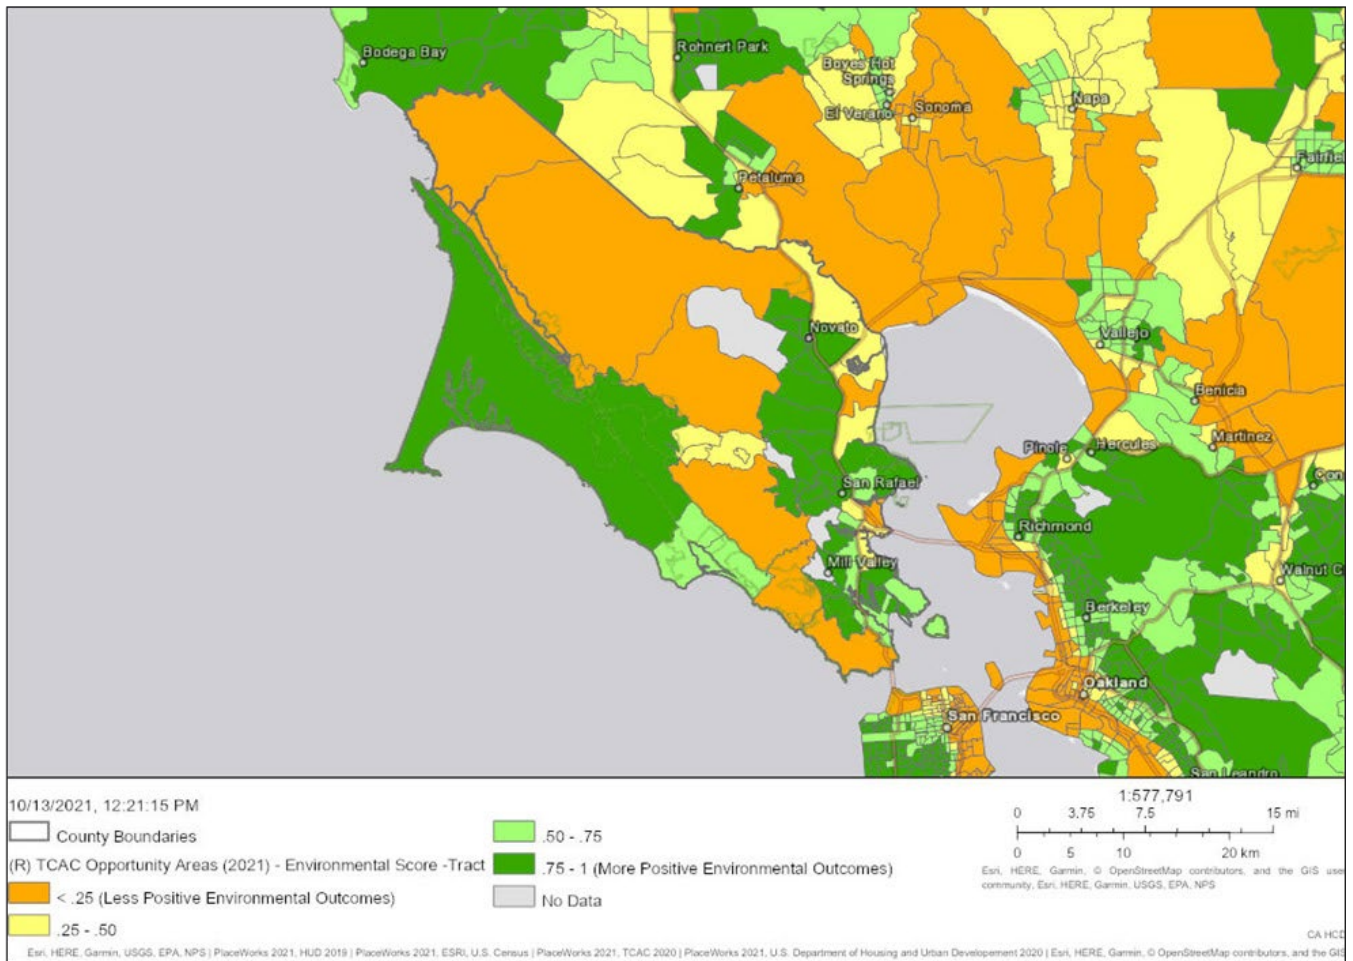 Bodega Bay
Rohnert Park
Boyes Hot
Springs
El Verano
Sonoma
Napa
Fairfiel
Petaluma
Novato
Vallejo
Benicia
Martinez
Pinole
Hercules
Con
San Rafael
Richmond
Mill Valley
Walnut C
Berkeley
Oakland
San Francisco
San Leandro
10/13/2021, 12:21:15 PM
County Boundaries
(R) TCAC Opportunity Areas (2021) - Environmental Score -Tract
< .25 (Less Positive Environmental Outcomes)
.25 - .50
.50 - .75
.75 - 1 (More Positive Environmental Outcomes)
No Data
1:577,791
0 3.75 7.5 15 mi
0 5 10 20 km
Esri, HERE, Garmin, © OpenStreetMap contributors, and the GIS user
community, Esri, HERE, Garmin, USGS, EPA, NPS
CA HCD
Esri, HERE, Garmin, USGS, EPA, NPS | PlaceWorks 2021, HUD 2019 | PlaceWorks 2021, ESRI, U.S. Census | PlaceWorks 2021, TCAC 2020 | PlaceWorks 2021, U.S. Department of Housing and Urban Developement 2020 | Esri, HERE, Garmin, © OpenStreetMap contributors, and the GIS